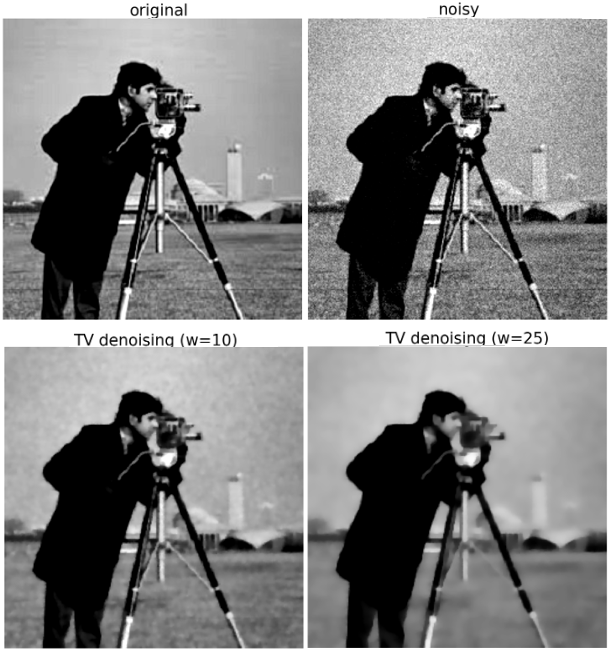 original
noisy
TV denoising (w=10)
TV denoising (w=25)